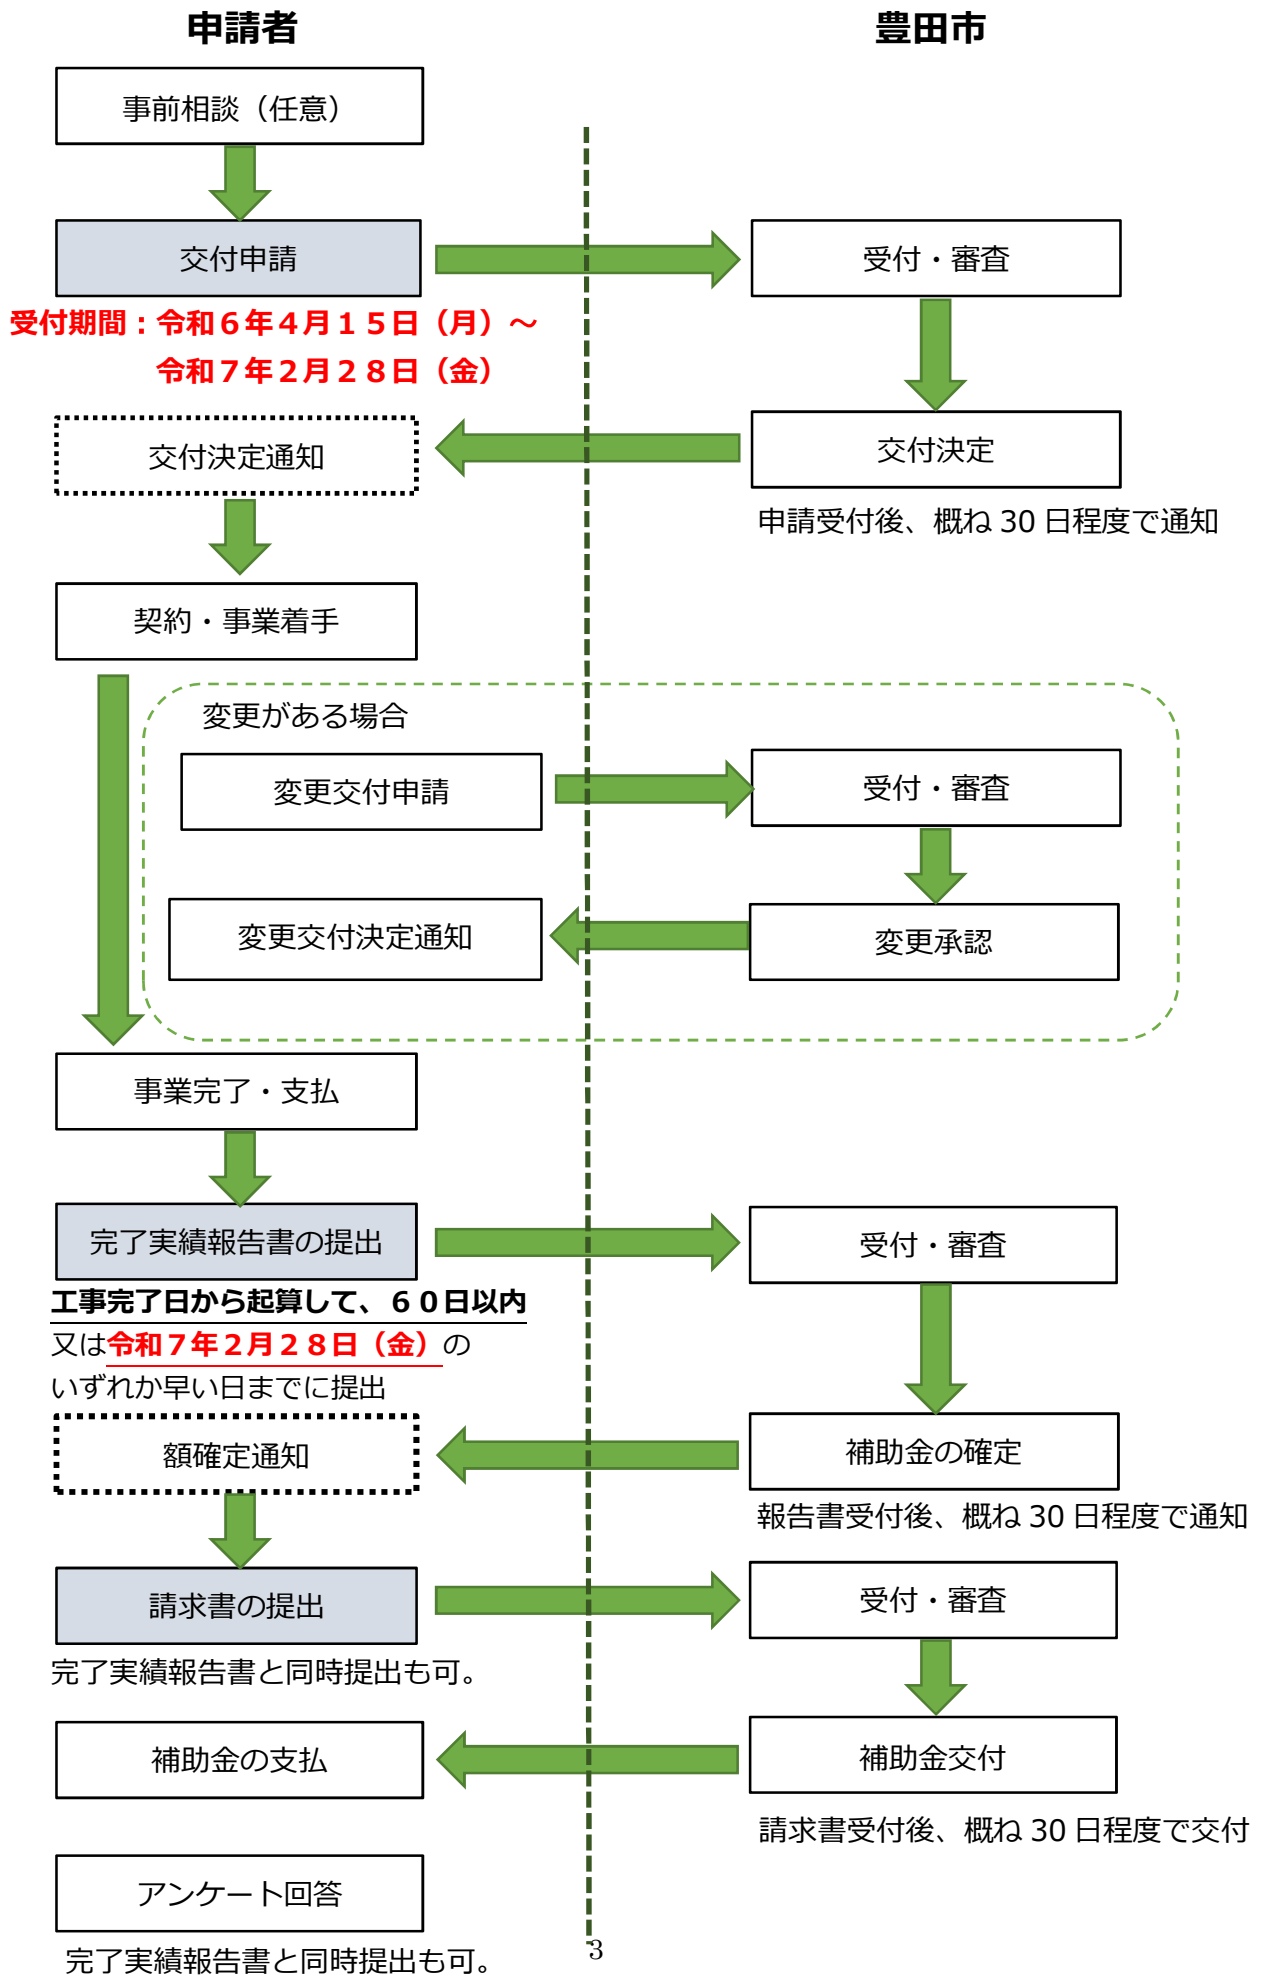 申請者
豊田市
事前相談（任意）
交付申請
受付・審査
受付期間：令和６年４月１５日（月）～
令和７年２月２８日（金）
交付決定通知
交付決定
申請受付後、概ね 30 日程度で通知
契約・事業着手
変更がある場合
変更交付申請
受付・審査
変更交付決定通知
変更承認
事業完了・支払
完了実績報告書の提出
受付・審査
工事完了日から起算して、６０日以内
又は令和７年２月２８日（金）の
いずれか早い日までに提出
額確定通知
補助金の確定
報告書受付後、概ね 30 日程度で通知
請求書の提出
受付・審査
完了実績報告書と同時提出も可。
補助金の支払
補助金交付
請求書受付後、概ね 30 日程度で交付
アンケート回答
完了実績報告書と同時提出も可。
3